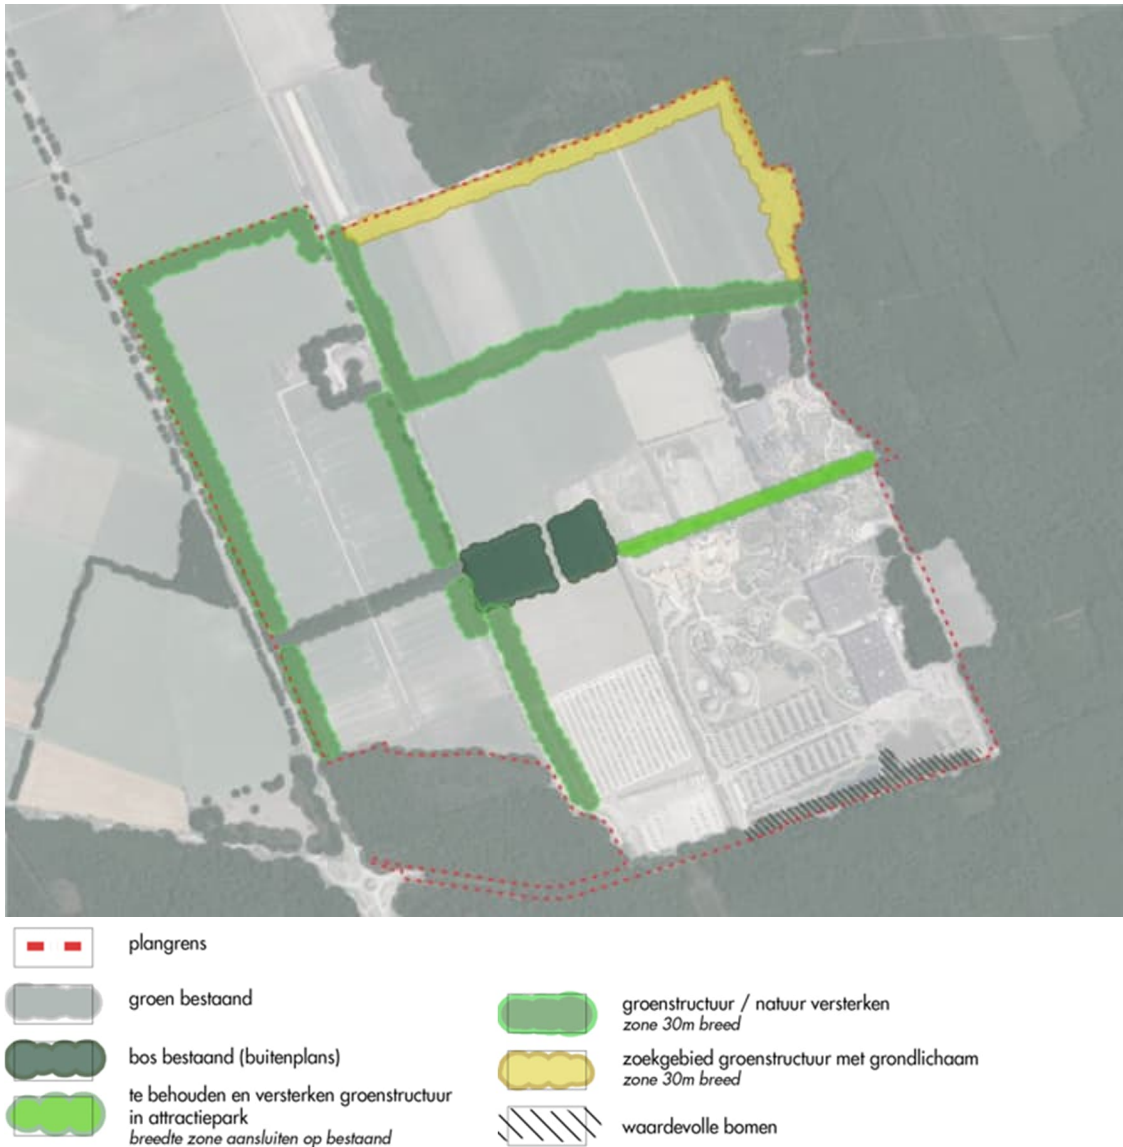 plangrens
groen bestaand
bos bestaand (buitenplans)
te behouden en versterken groenstructuur
in attractiepark
breedte zone aansluiten op bestaand
groenstructuur / natuur versterken
zone 30m breed
zoekgebied groenstructuur met grondlichaam
zone 30m breed
waardevolle bomen